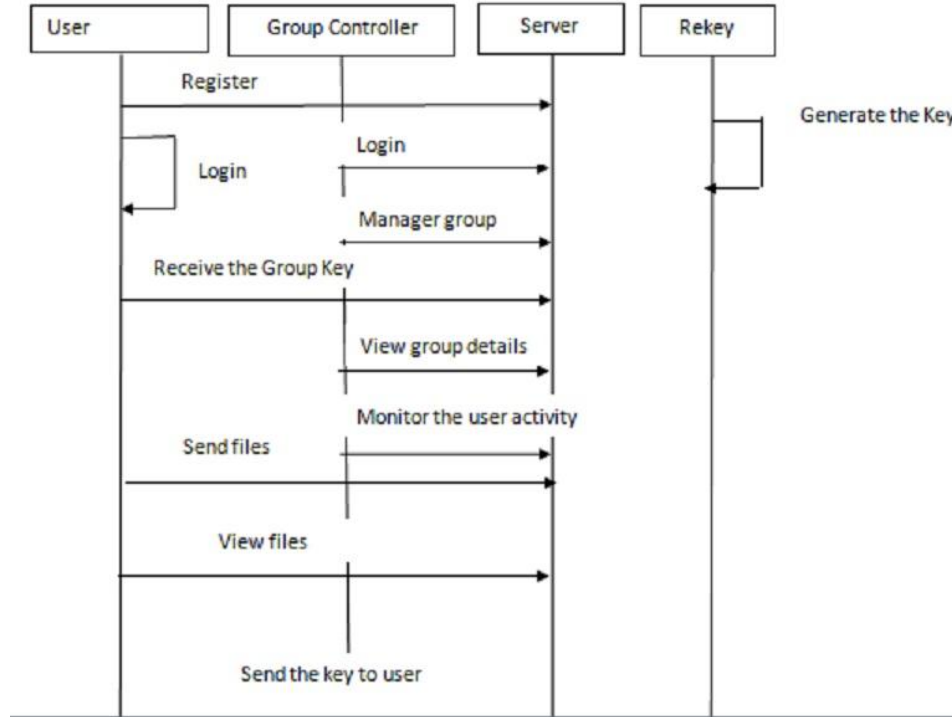 User
Group Controller
Server
Rekey
Register
Generate the Key
Login
Login
Manager group
Receive the Group Key
View group details
Monitor the user activity
Send files
View files
Send the key to user